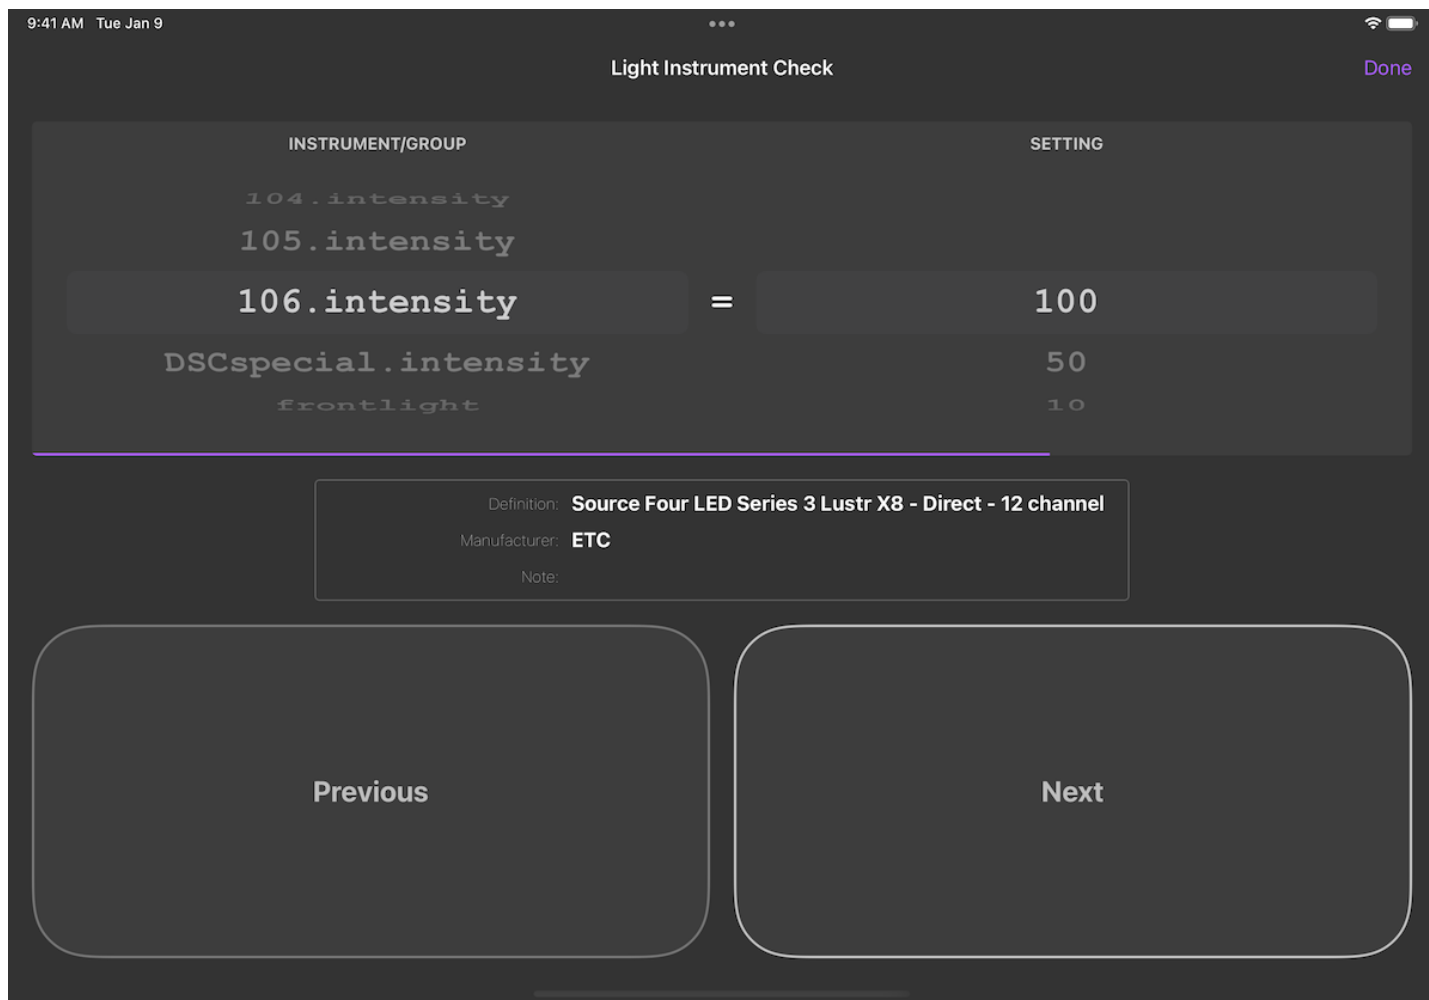 9:41 AM Tue Jan 9
Light Instrument Check
Done
INSTRUMENT/GROUP
SETTING
104.intensity
105.intensity
106.intensity = 100
DSCspecial.intensity 50
frontlight 10
Definition: Source Four LED Series 3 Lustr X8 - Direct - 12 channel
Manufacturer: ETC
Note:
Previous
Next